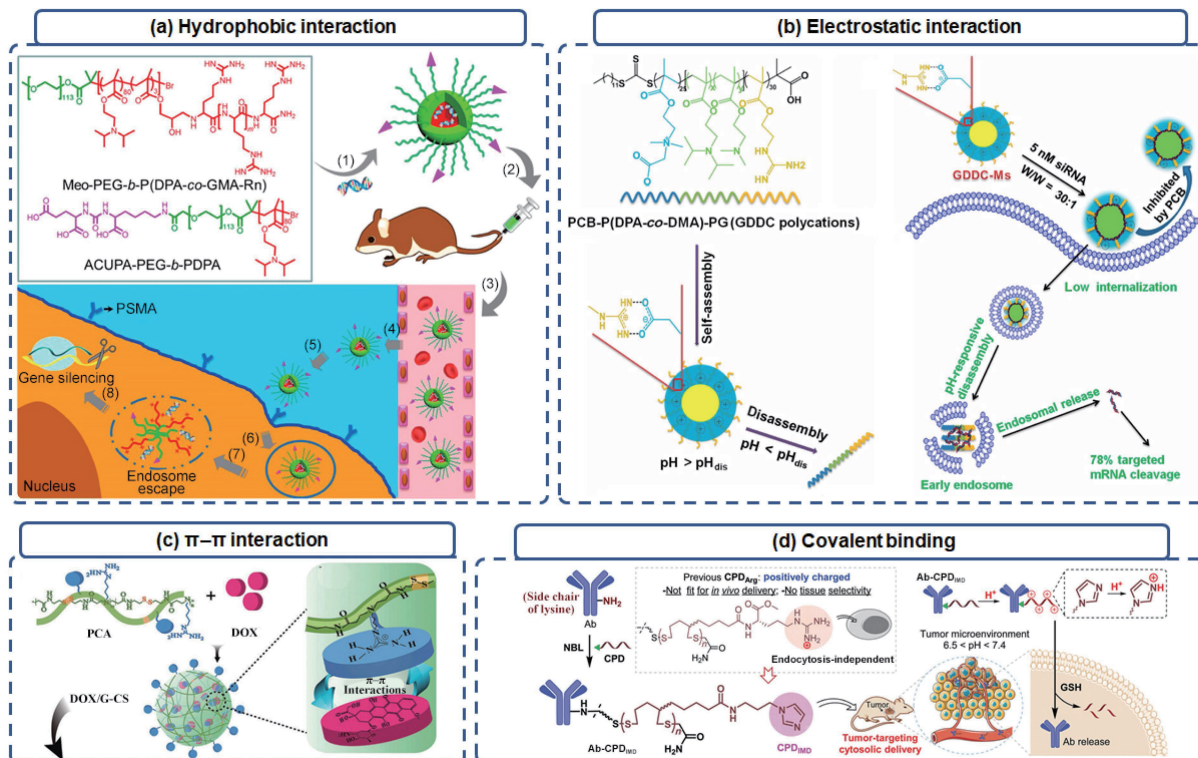 (a) Hydrophobic interaction
Meo-PEG-b-P(DPA-co-GMA-Rn)
ACUPA-PEG-b-PDPA
(1)
(2)
(3)
PSMA
(4)
(5)
Gene silencing
(8)
(6)
(7)
Endosome
escape
Nucleus
(b) Electrostatic interaction
PCB-P(DPA-co-DMA)-PG (GDDC polycations)
Self-assembly
pH > pHdis
Disassembly
pH < pHdis
GDDC-Ms
5 nM siRNA
W/W = 30:1
Inhibited
by PCB
Low internalization
pH-responsive
disassembly
Endosomal release
Early endosome
78% targeted
mRNA cleavage
(c) π–π interaction
PCA
DOX
DOX/G-CS
π–π
Interactions
(d) Covalent binding
(Side chair
of lysine)
NH2
Ab
NBL
CPD
Previous CPDArg: positively charged
-Not fit for in vivo delivery; -No tissue selectivity
Endocytosis-independent
Ab-CPDIMD
CPDIMD
Tumor
Tumor-targeting
cytosolic delivery
Ab-CPDIMD
H+
H+
Tumor microenvironment
6.5 < pH < 7.4
GSH
Ab release